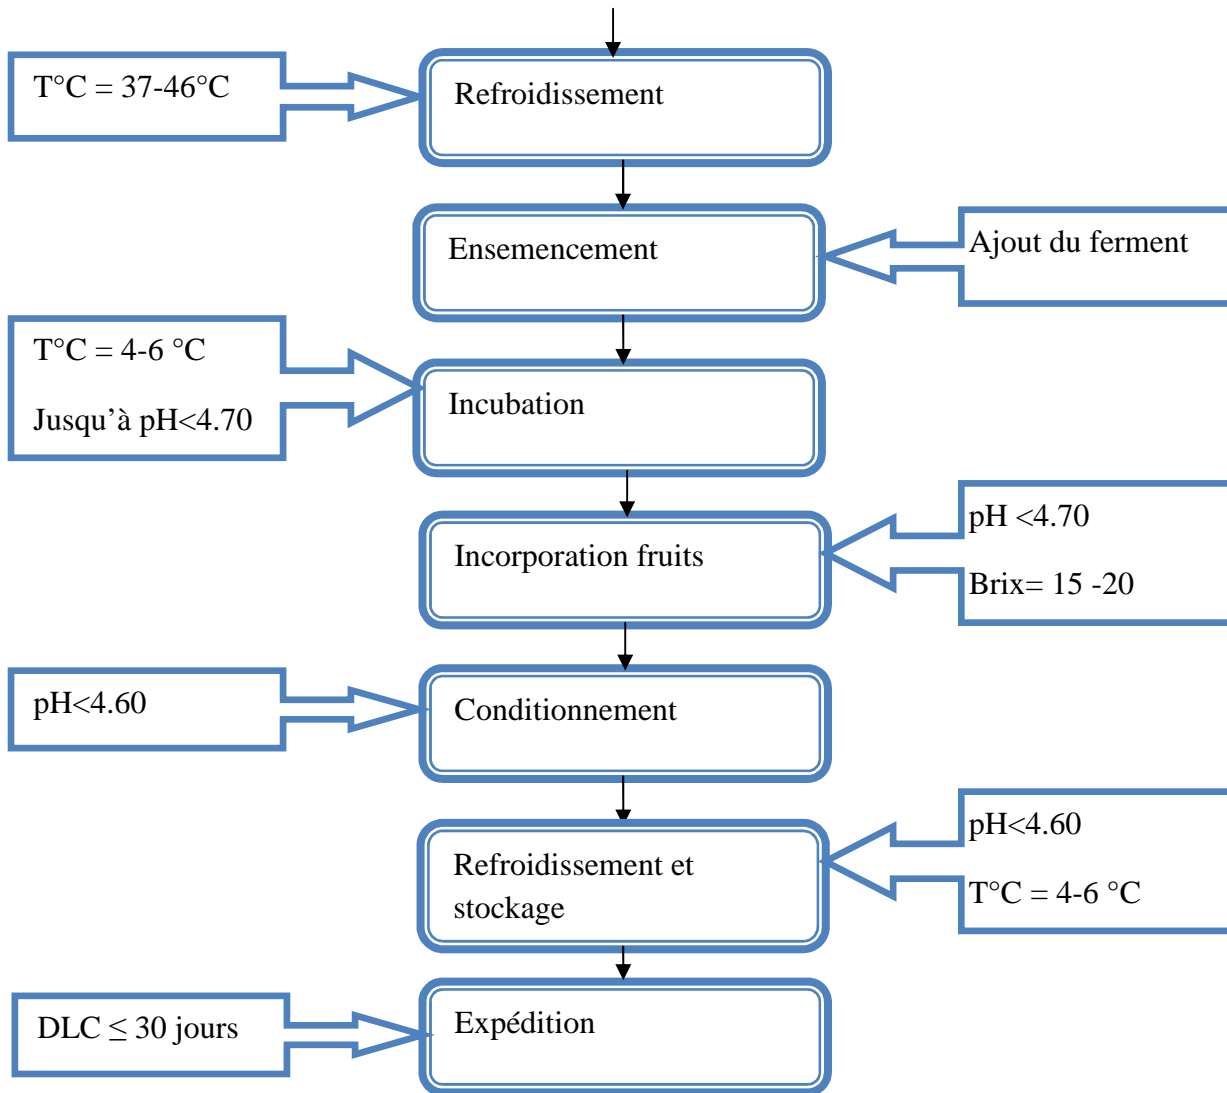 T°C = 37-46°C
Refroidissement
Ensemencement
Ajout du ferment
T°C = 4-6 °C
Jusqu’à pH<4.70
Incubation
Incorporation fruits
pH <4.70
Brix= 15 -20
pH<4.60
Conditionnement
Refroidissement et
stockage
pH<4.60
T°C = 4-6 °C
DLC ≤ 30 jours
Expédition